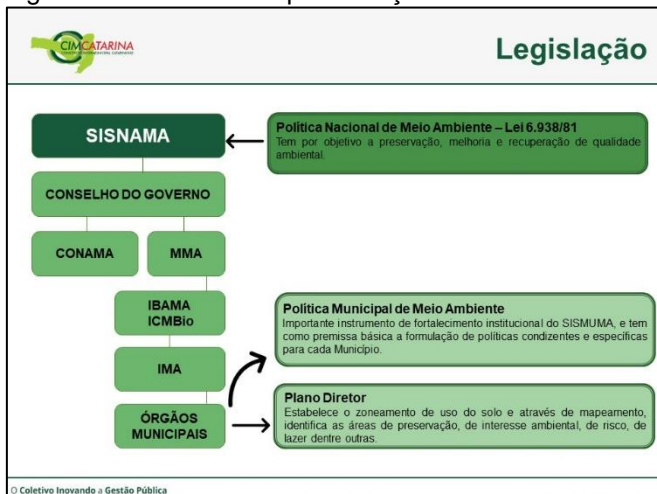 CIMCATARINA
Legislação
SISNAMA
Política Nacional de Meio Ambiente – Lei 6.938/81
Tem por objetivo a preservação, melhoria e recuperação de qualidade
ambiental.
CONSELHO DO GOVERNO
CONAMA
MMA
IBAMA
ICMBio
Política Municipal de Meio Ambiente
Importante instrumento de fortalecimento institucional do SISMUMA, e tem
como premissa básica a formulação de políticas condizentes e específicas
para cada Município.
IMA
Plano Diretor
Estabelece o zoneamento de uso do solo e através de mapeamento,
identifica as áreas de preservação, de interesse ambiental, de risco, de
lazer dentre outras.
ÓRGÃOS
MUNICIPAIS
O Coletivo Inovando a Gestão Pública